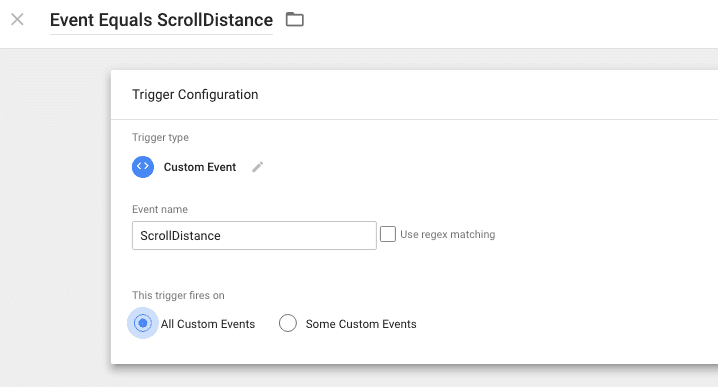 Event Equals ScrollDistance
Trigger Configuration
Trigger type
Custom Event
Event name
ScrollDistance
Use regex matching
This trigger fires on
All Custom Events
Some Custom Events